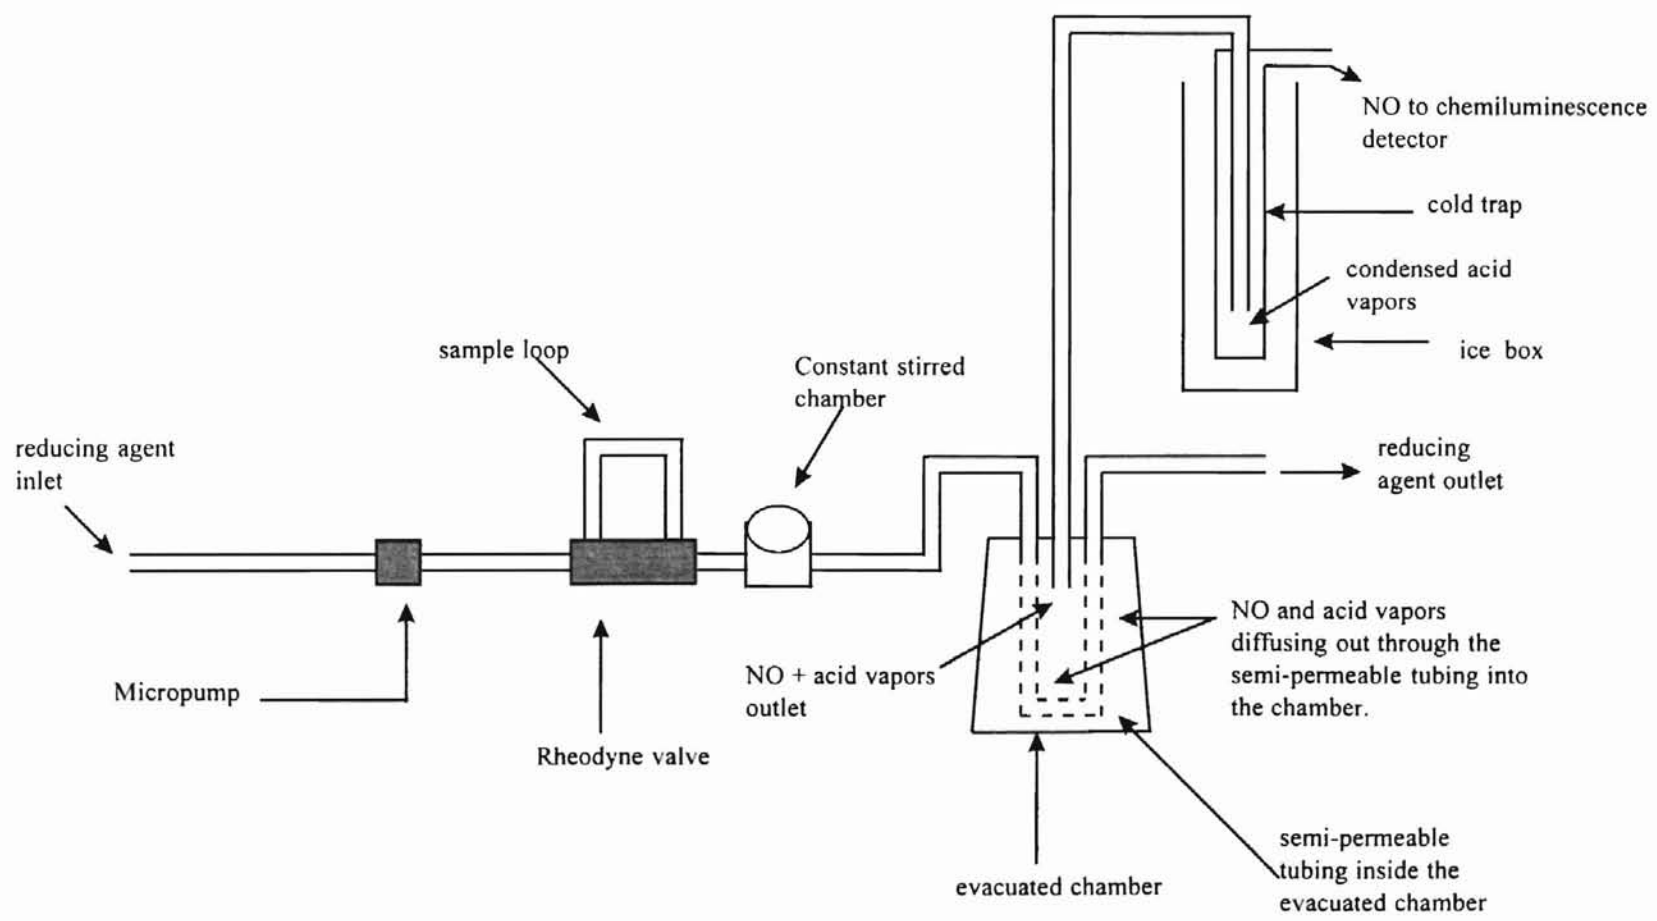 NO to chemiluminescence
detector
cold trap
condensed acid
vapors
ice box
sample loop
Constant stirred
chamber
reducing agent
inlet
reducing
agent outlet
NO and acid vapors
diffusing out through the
semi-permeable tubing into
the chamber.
NO + acid vapors
outlet
Micropump
Rheodyne valve
evacuated chamber
semi-permeable
tubing inside the
evacuated chamber